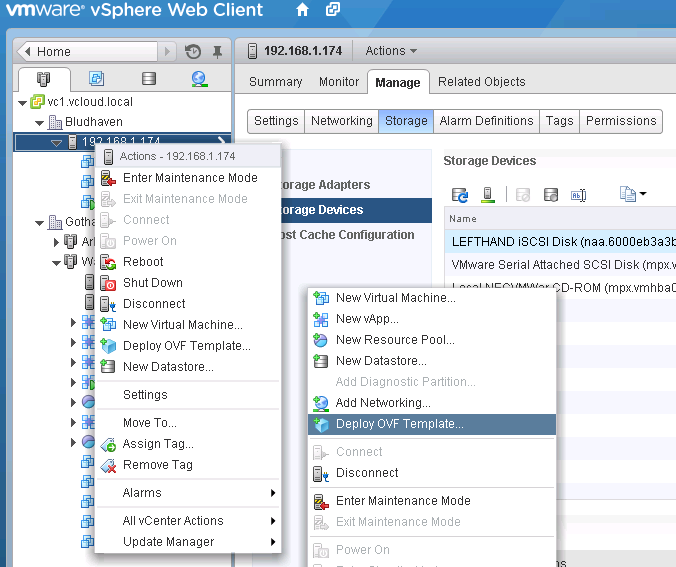 vmware® vSphere Web Client
Home
192.168.1.174
Actions
Summary
Monitor
Manage
Related Objects
Settings
Networking
Storage
Alarm Definitions
Tags
Permissions
vc1.vcloud.local
Bludhaven
192.168.1.174
Actions - 192.168.1.174
Enter Maintenance Mode
Exit Maintenance Mode
Connect
Power On
Reboot
Shut Down
Disconnect
New Virtual Machine...
Deploy OVF Template...
New Datastore...
Settings
Move To...
Assign Tag...
Remove Tag
Alarms
All vCenter Actions
Update Manager
torage Adapters
torage Devices
ost Cache Configuration
Storage Devices
Name
LEFTHAND iSCSI Disk (naa.6000eb3a3b
VMware Serial Attached SCSI Disk (mpx.v
Local NECVMWar CD-ROM (mpx.vmhba0
New Virtual Machine...
New vApp...
New Resource Pool...
New Datastore...
Add Diagnostic Partition...
Add Networking...
Deploy OVF Template...
Connect
Disconnect
Enter Maintenance Mode
Exit Maintenance Mode
Power On